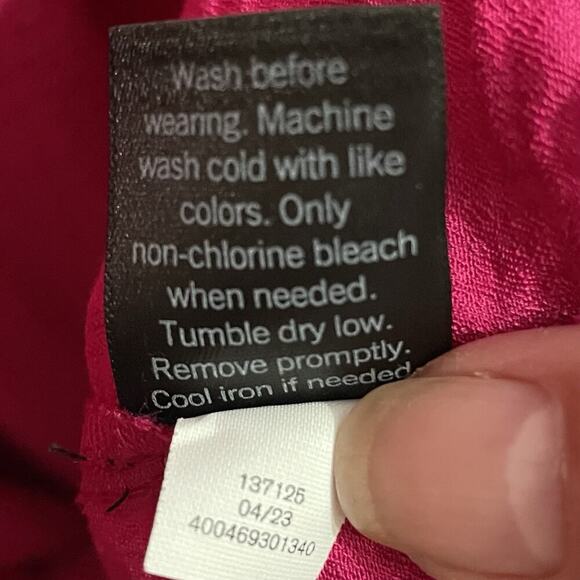 Wash before
wearing. Machine
wash cold with like
colors. Only
non-chlorine bleach
when needed.
Tumble dry low.
Remove promptly.
Cool iron if needed
137125
04/23
400469301340